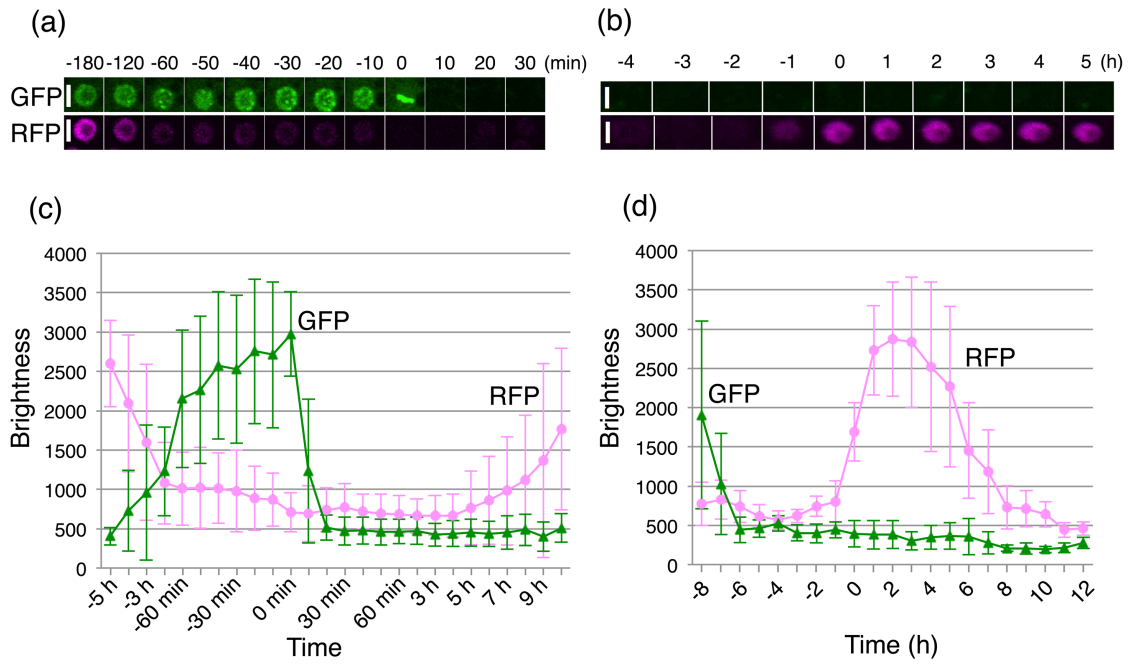 (a)
-180 -120 -60 -50 -40 -30 -20 -10 0 10 20 30 (min)
GFP
RFP
(b)
-4 -3 -2 -1 0 1 2 3 4 5 (h)
(c)
4000
3500
3000
2500
2000
1500
1000
500
0
Brightness
GFP
RFP
-5 h -3 h -60 min -30 min 0 min 30 min 60 min 3 h 5 h 7 h 9 h
Time
(d)
4000
3500
3000
2500
2000
1500
1000
500
0
Brightness
GFP
RFP
-8 -6 -4 -2 0 2 4 6 8 10 12
Time (h)